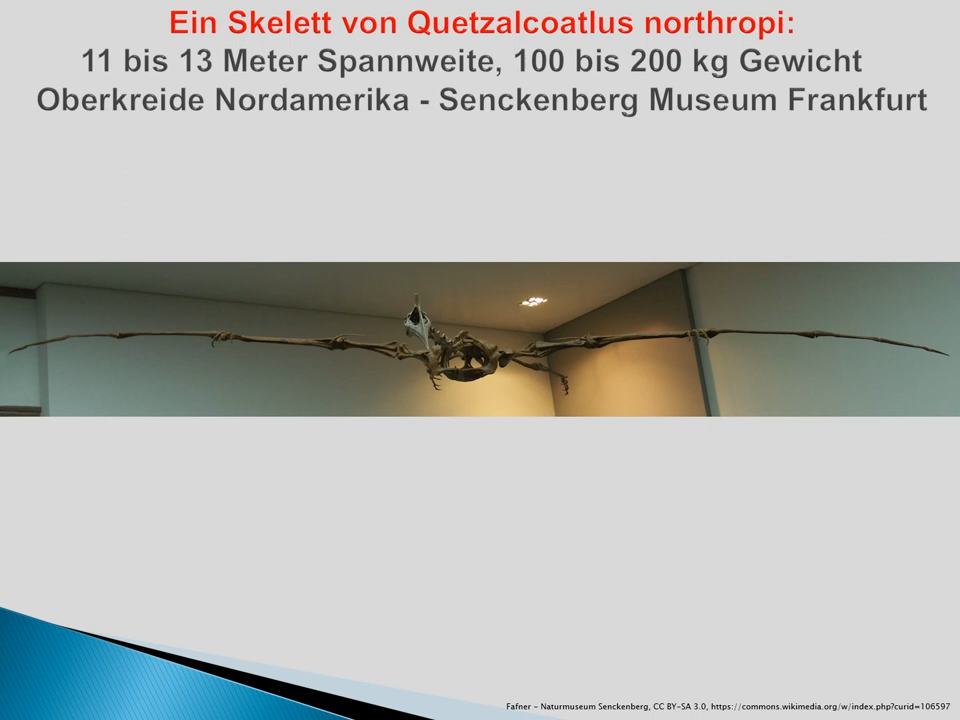 Ein Skelett von Quetzalcoatlus northropi:
11 bis 13 Meter Spannweite, 100 bis 200 kg Gewicht
Oberkreide Nordamerika - Senckenberg Museum Frankfurt
Fafner - Naturmuseum Senckenberg, CC BY-SA 3.0, https://commons.wikimedia.org/w/index.php?curid=106597